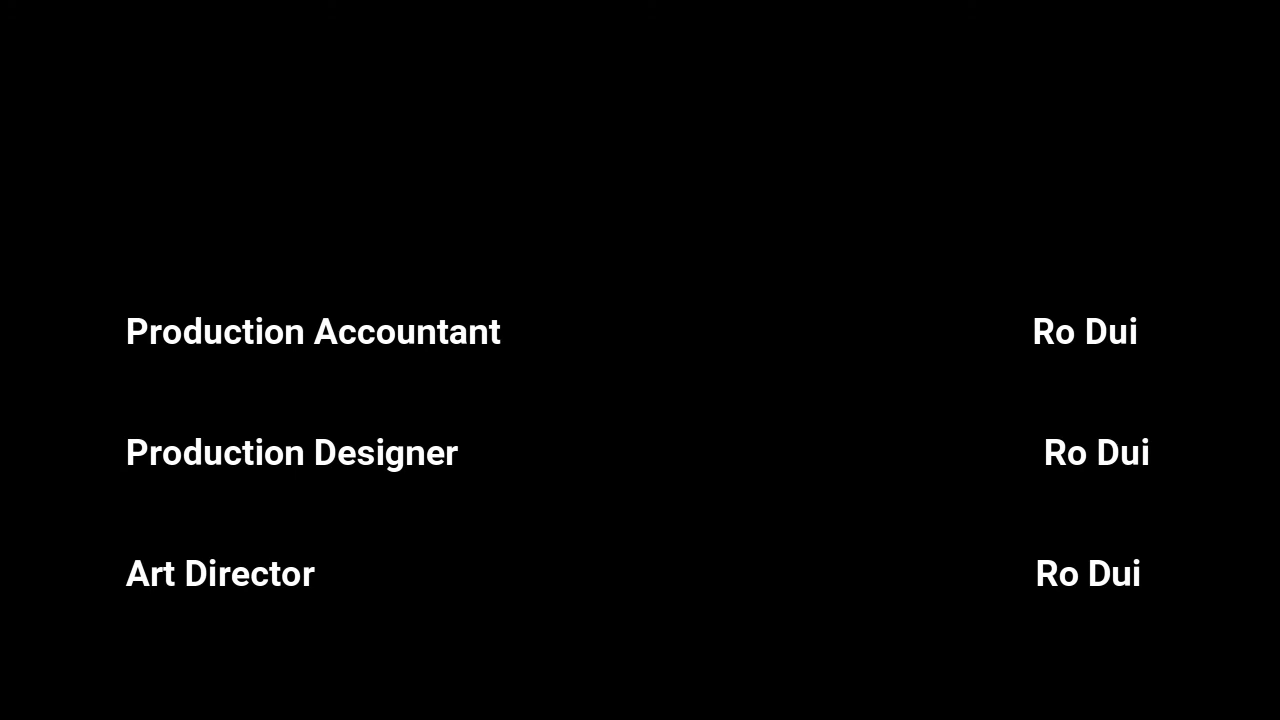 Production Accountant Ro Dui
Production Designer Ro Dui
Art Director Ro Dui